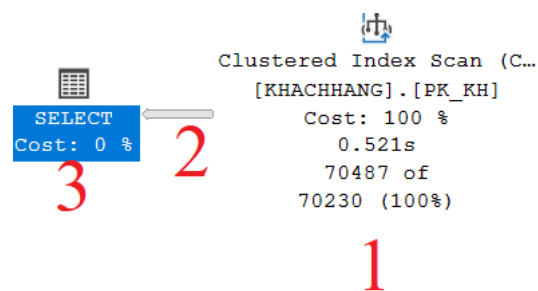 Clustered Index Scan (C…
[KHACHHANG].[PK_KH]
Cost: 100 %
0.521s
70487 of
70230 (100%)
1
2
SELECT
Cost: 0 %
3